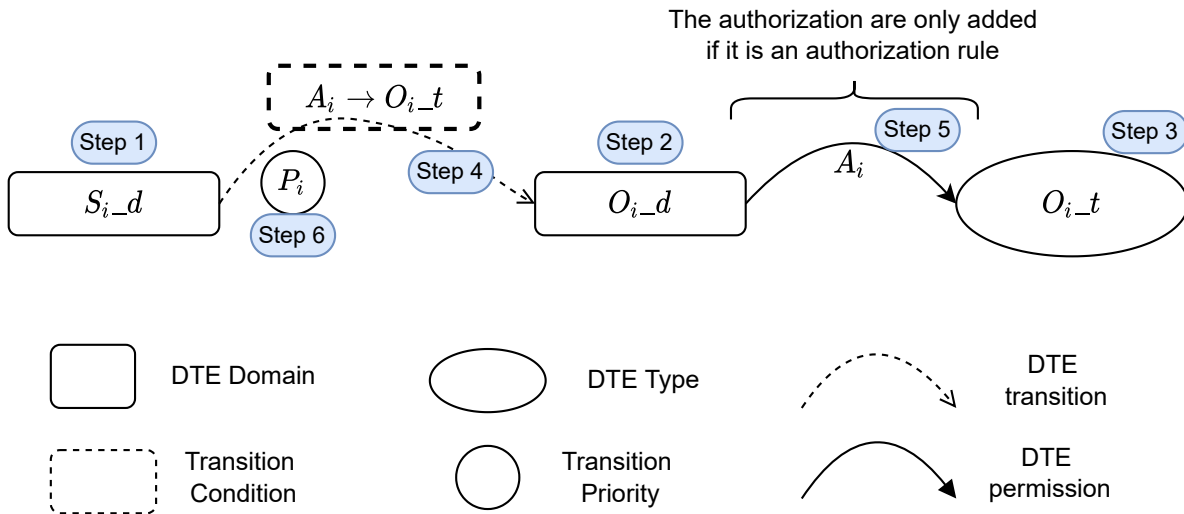 The authorization are only added
if it is an authorization rule
A_i → O_i_t
Step 1
Step 2
Step 5
Step 3
S_i_d
P_i
Step 4
O_i_d
A_i
O_i_t
Step 6
DTE Domain
DTE Type
DTE
transition
Transition
Condition
Transition
Priority
DTE
permission